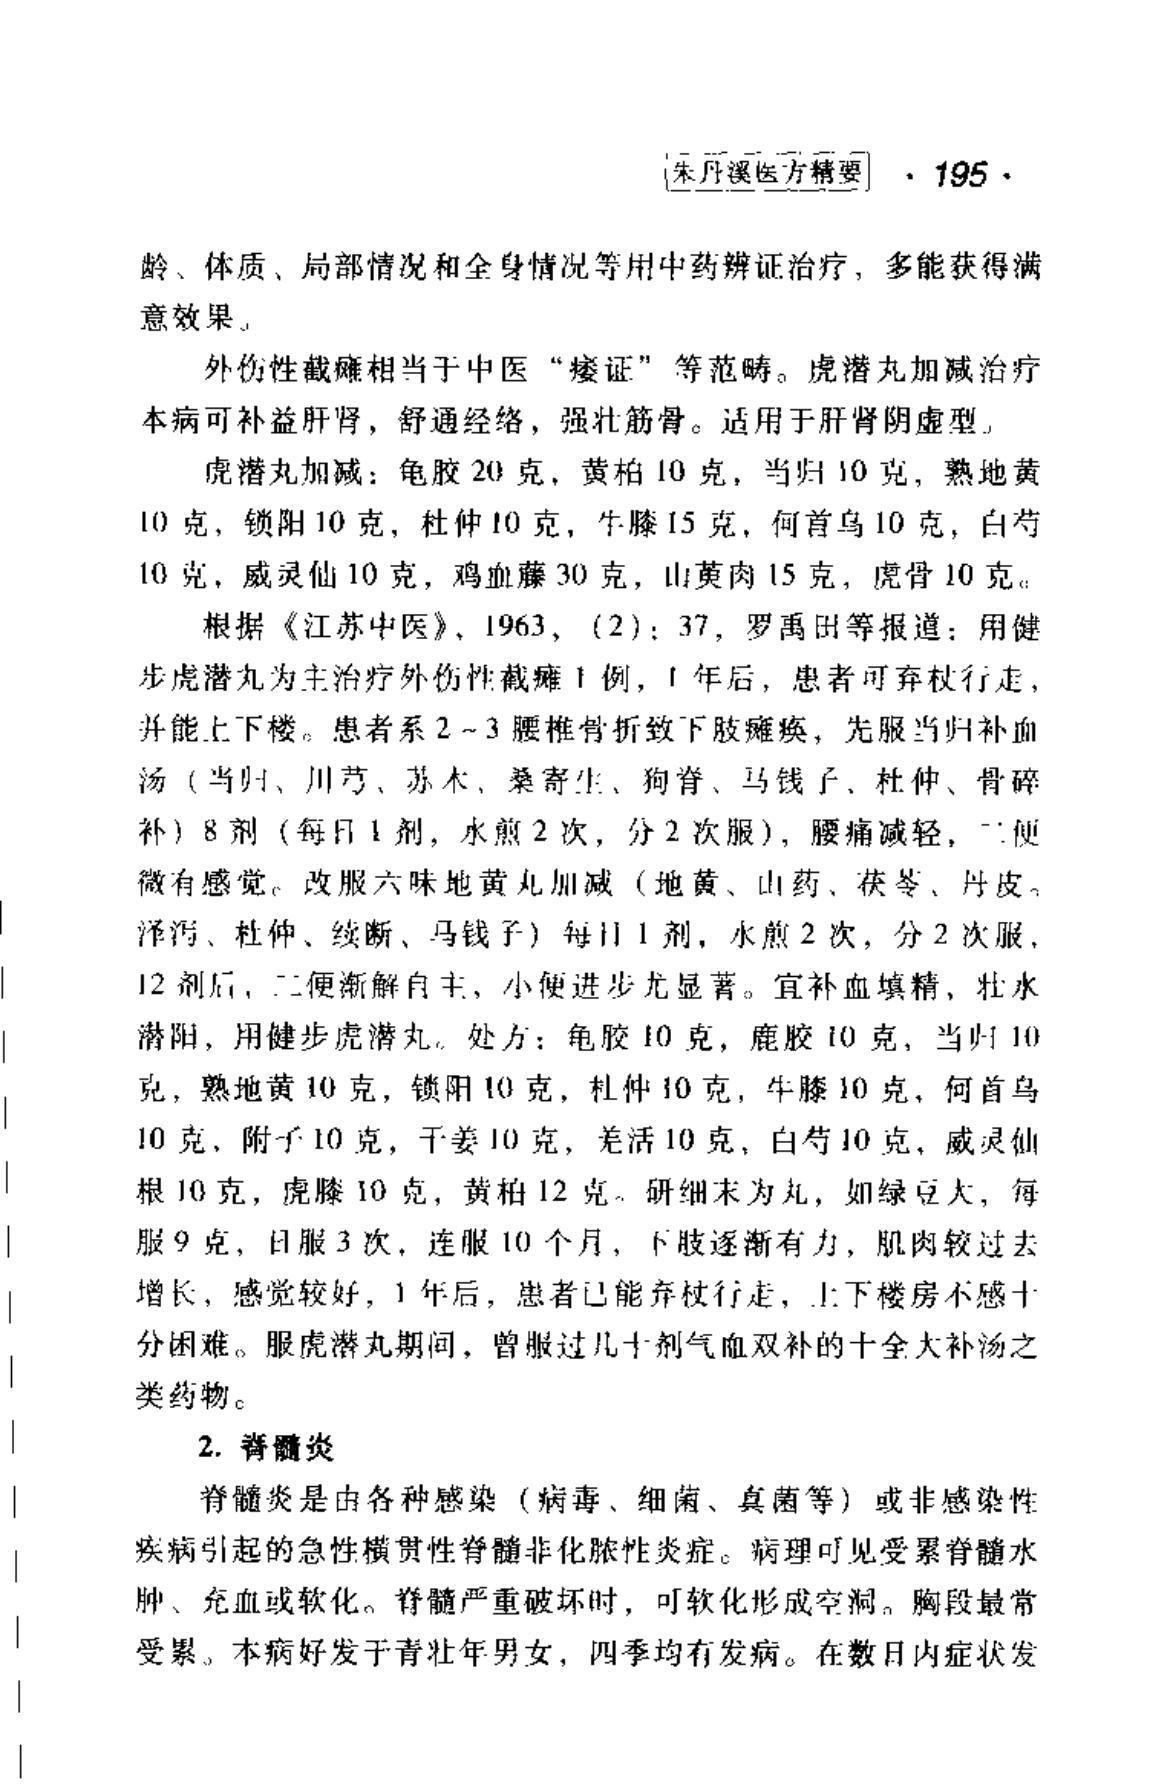 朱丹溪医方精要 · 195 ·
龄、体质、局部情况和全身情况等用中药辨证治疗，多能获得满
意效果。
外伤性截瘫相当于中医“痿证”等范畴。虎潜丸加减治疗
本病可补益肝肾，舒通经络，强壮筋骨。适用于肝肾阴虚型。
虎潜丸加减：龟胶 20 克，黄柏 10 克，当归 10 克，熟地黄
10 克，锁阳 10 克，杜仲 10 克，牛膝 15 克，何首乌 10 克，白芍
10 克，威灵仙 10 克，鸡血藤 30 克，山萸肉 15 克，虎骨 10 克。
根据《江苏中医》、1963，（2）：37，罗禹田等报道：用健
步虎潜丸为主治疗外伤性截瘫 1 例，1 年后，患者可弃杖行走，
并能上下楼。患者系 2～3 腰椎骨折致下肢瘫痪，先服当归补血
汤（当归、川芎、苏木、桑寄生、狗脊、马钱子、杜仲、骨碎
补）8 剂（每日 1 剂，水煎 2 次，分 2 次服），腰痛减轻，二便
微有感觉。改服六味地黄丸加减（地黄、山药、茯苓、丹皮、
泽泻、杜仲、续断、马钱子）每日 1 剂，水煎 2 次，分 2 次服，
12 剂后，二便渐解自主，小便进步尤显著。宜补血填精，壮水
潜阳，用健步虎潜丸。处方：龟胶 10 克，鹿胶 10 克，当归 10
克，熟地黄 10 克，锁阳 10 克，杜仲 10 克，牛膝 10 克，何首乌
10 克，附子 10 克，干姜 10 克，羌活 10 克，白芍 10 克，威灵仙
根 10 克，虎膝 10 克，黄柏 12 克。研细末为丸，如绿豆大，每
服 9 克，日服 3 次，连服 10 个月，下肢逐渐有力，肌肉较过去
增长，感觉较好，1 年后，患者已能弃杖行走，上下楼房不感十
分困难。服虎潜丸期间，曾服过几十剂气血双补的十全大补汤之
类药物。
2. 脊髓炎
脊髓炎是由各种感染（病毒、细菌、真菌等）或非感染性
疾病引起的急性横贯性脊髓非化脓性炎症。病理可见受累脊髓水
肿、充血或软化。脊髓严重破坏时，可软化形成空洞。胸段最常
受累。本病好发于青壮年男女，四季均有发病。在数日内症状发